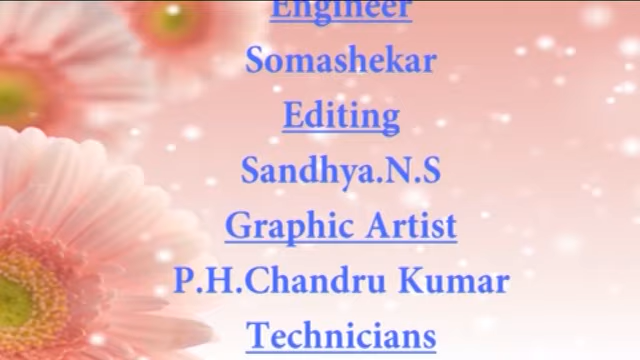 Engineer
Somashekar
Editing
Sandhya.N.S
Graphic Artist
P.H.Chandru Kumar
Technicians